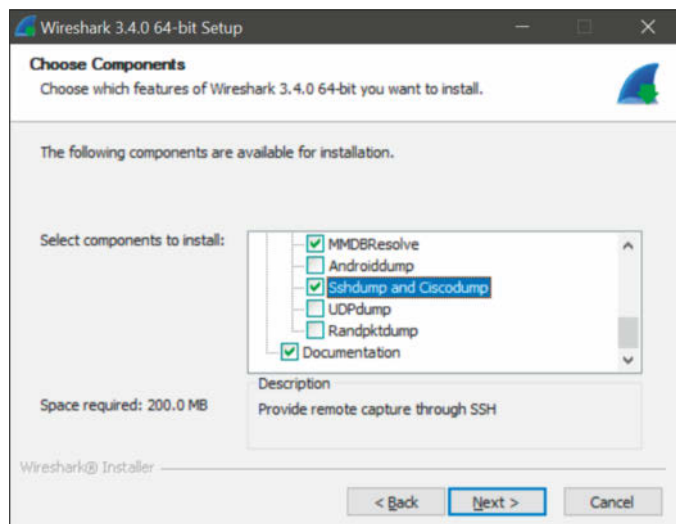 Wireshark 3.4.0 64-bit Setup
Choose Components
Choose which features of Wireshark 3.4.0 64-bit you want to install.
The following components are available for installation.
Select components to install:
MMDBResolve
Androiddump
Sshdump and Ciscodump
UDPdump
Randpktdump
Documentation
Space required: 200.0 MB
Description
Provide remote capture through SSH
Wireshark® Installer
< Back
Next >
Cancel